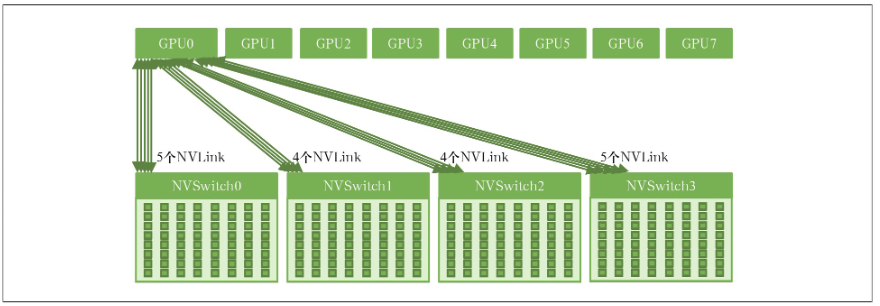 GPU0 GPU1 GPU2 GPU3 GPU4 GPU5 GPU6 GPU7
5个NVLink 4个NVLink 4个NVLink 5个NVLink
NVSwitch0 NVSwitch1 NVSwitch2 NVSwitch3